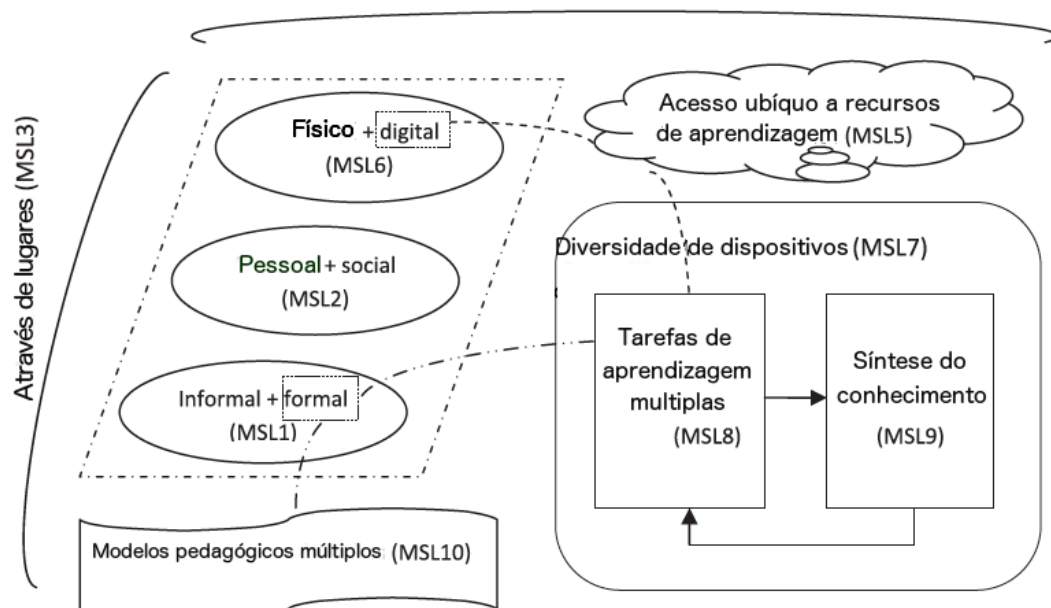 Através de lugares (MSL3)
Físico + digital
(MSL6)
Acesso ubíquo a recursos
de aprendizagem (MSL5)
Pessoal + social
(MSL2)
Informal + formal
(MSL1)
Diversidade de dispositivos (MSL7)
Tarefas de
aprendizagem
multiplas
(MSL8)
Síntese do
conhecimento
(MSL9)
Modelos pedagógicos múltiplos (MSL10)